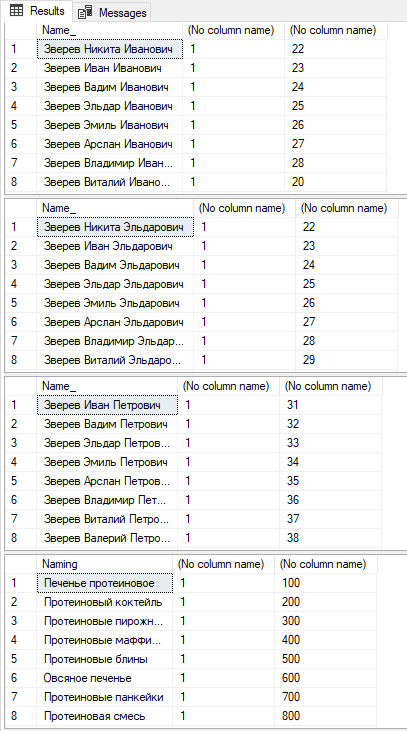 Results Messages
Name_ (No column name) (No column name)
1 Зверев Никита Иванович 1 22
2 Зверев Иван Иванович 1 23
3 Зверев Вадим Иванович 1 24
4 Зверев Эльдар Иванович 1 25
5 Зверев Эмиль Иванович 1 26
6 Зверев Арслан Иванович 1 27
7 Зверев Владимир Иван... 1 28
8 Зверев Виталий Ивано... 1 20
Name_ (No column name) (No column name)
1 Зверев Никита Эльдарович 1 22
2 Зверев Иван Эльдарович 1 23
3 Зверев Вадим Эльдарович 1 24
4 Зверев Эльдар Эльдарович 1 25
5 Зверев Эмиль Эльдарович 1 26
6 Зверев Арслан Эльдарович 1 27
7 Зверев Владимир Эльдар... 1 28
8 Зверев Виталий Эльдаро... 1 29
Name_ (No column name) (No column name)
1 Зверев Иван Петрович 1 31
2 Зверев Вадим Петрович 1 32
3 Зверев Эльдар Петров... 1 33
4 Зверев Эмиль Петрович 1 34
5 Зверев Арслан Петров... 1 35
6 Зверев Владимир Пет... 1 36
7 Зверев Виталий Петро... 1 37
8 Зверев Валерий Петро... 1 38
Naming (No column name) (No column name)
1 Печенье протеиновое 1 100
2 Протеиновый коктейль 1 200
3 Протеиновые пирожн... 1 300
4 Протеиновые маффи... 1 400
5 Протеиновые блины 1 500
6 Овсяное печенье 1 600
7 Протеиновые панкейки 1 700
8 Протеиновая смесь 1 800